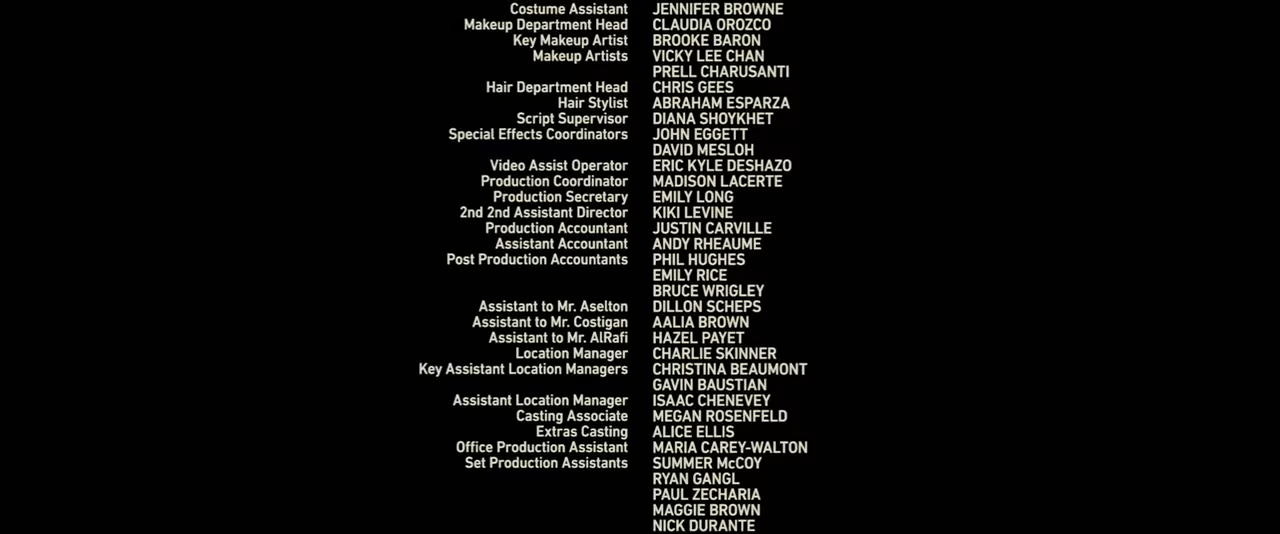 Costume Assistant JENNIFER BROWNE
Makeup Department Head CLAUDIA OROZCO
Key Makeup Artist BROOKE BARON
Makeup Artists VICKY LEE CHAN
PRELL CHARUSANTI
Hair Department Head CHRIS GEES
Hair Stylist ABRAHAM ESPARZA
Script Supervisor DIANA SHOYKHET
Special Effects Coordinators JOHN EGGETT
DAVID MESLOH
Video Assist Operator ERIC KYLE DESHAZO
Production Coordinator MADISON LACERTE
Production Secretary EMILY LONG
2nd 2nd Assistant Director KIKI LEVINE
Production Accountant JUSTIN CARVILLE
Assistant Accountant ANDY RHEAUME
Post Production Accountants PHIL HUGHES
EMILY RICE
BRUCE WRIGLEY
Assistant to Mr. Aselton DILLON SCHEPS
Assistant to Mr. Costigan AALIA BROWN
Assistant to Mr. AlRafi HAZEL PAYET
Location Manager CHARLIE SKINNER
Key Assistant Location Managers CHRISTINA BEAUMONT
GAVIN BAUSTIAN
Assistant Location Manager ISAAC CHENEVEY
Casting Associate MEGAN ROSENFELD
Extras Casting ALICE ELLIS
Office Production Assistant MARIA CAREY-WALTON
Set Production Assistants SUMMER McCOY
RYAN GANGL
PAUL ZECHARIA
MAGGIE BROWN
NICK DURANTE